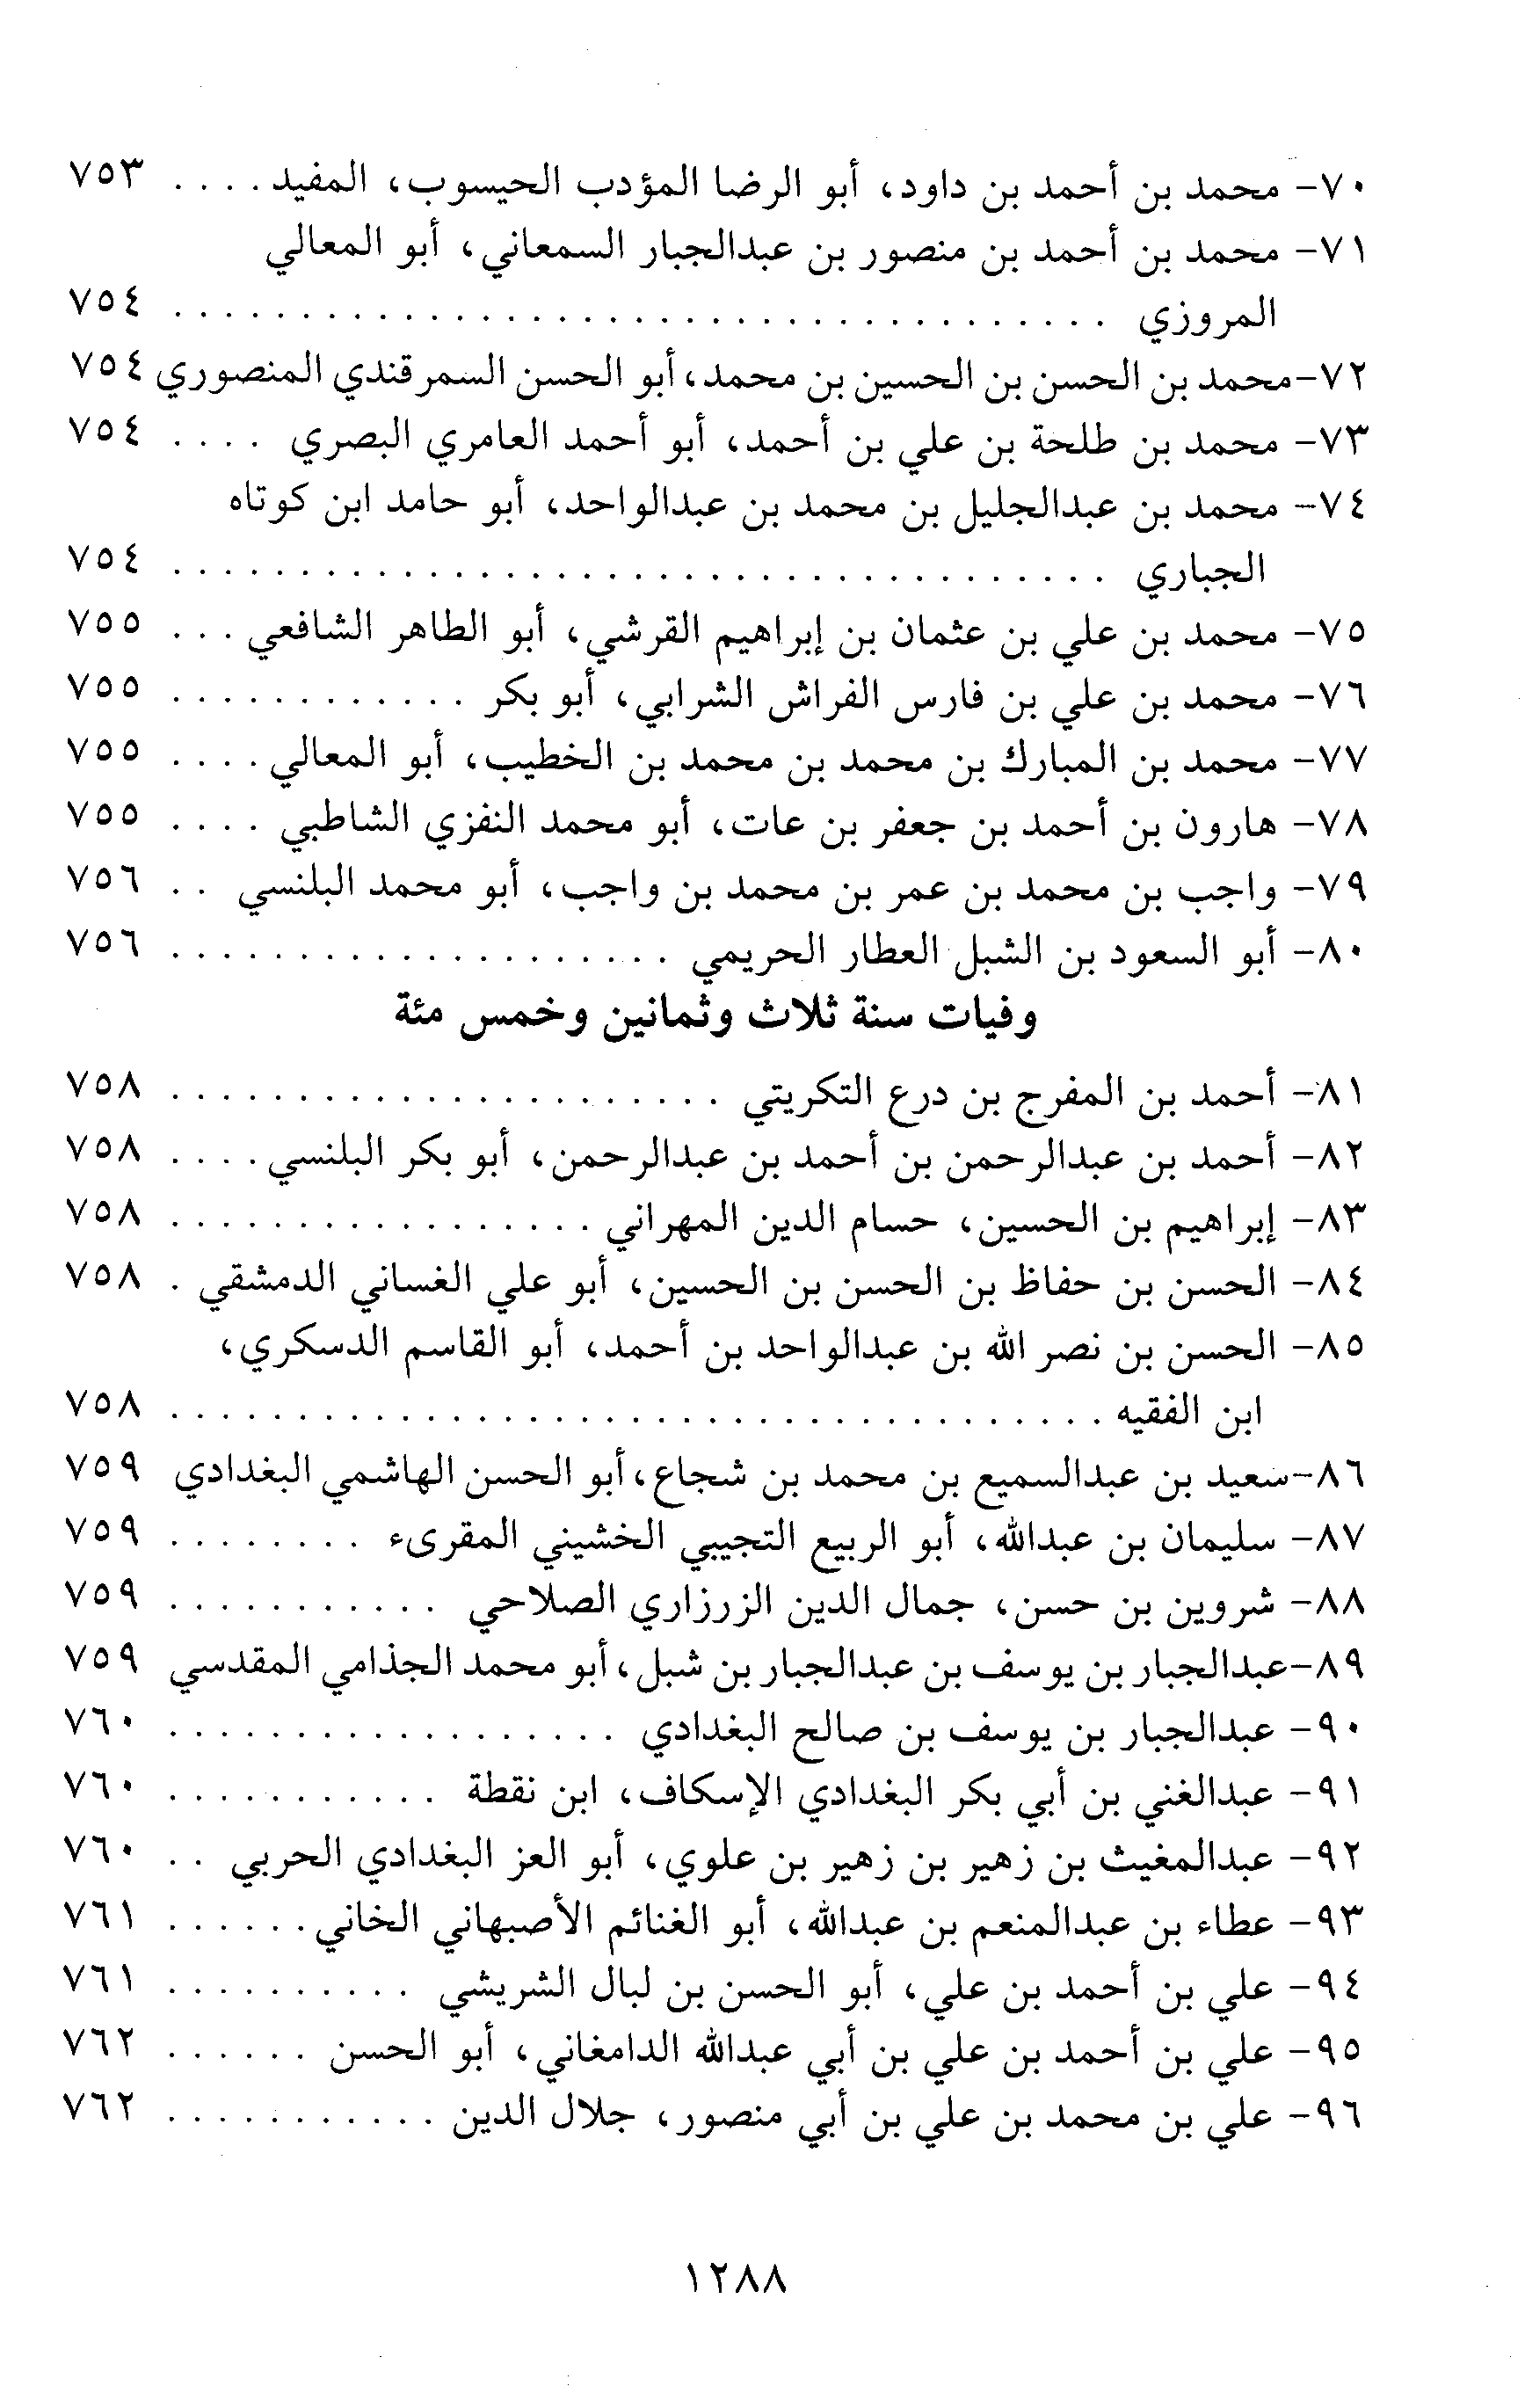 ٧٠- محمد بن أحمد بن داود، أبو الرضا المؤدب الحيسوب، المفيد . . . . ٧٥٣
٧١- محمد بن أحمد بن منصور بن عبدالجبار السمعاني، أبو المعالي
المروزي . . . . . . . . . . . . . . . . . . . . . . . . . . . . . . . . . . . . . ٧٥٤
٧٢-محمد بن الحسن بن الحسين بن محمد، أبو الحسن السمرقندي المنصوري ٧٥٤
٧٣- محمد بن طلحة بن علي بن أحمد، أبو أحمد العامري البصري . . . . ٧٥٤
٧٤- محمد بن عبدالجليل بن محمد بن عبدالواحد، أبو حامد ابن كوتاه
الجباري . . . . . . . . . . . . . . . . . . . . . . . . . . . . . . . . . . . . . ٧٥٤
٧٥- محمد بن علي بن عثمان بن إبراهيم القرشي، أبو الطاهر الشافعي . . . ٧٥٥
٧٦- محمد بن علي بن فارس الفراش الشرابي، أبو بكر . . . . . . . . . . . . ٧٥٥
٧٧- محمد بن المبارك بن محمد بن محمد بن الخطيب، أبو المعالي . . . . ٧٥٥
٧٨- هارون بن أحمد بن جعفر بن عات، أبو محمد النفزي الشاطبي . . . . ٧٥٥
٧٩- واجب بن محمد بن عمر بن محمد بن واجب، أبو محمد البلنسي . . ٧٥٦
٨٠- أبو السعود بن الشبل العطار الحريمي . . . . . . . . . . . . . . . . . . . . ٧٥٦
وفيات سنة ثلاث وثمانين وخمس مئة
٨١- أحمد بن المفرج بن درع التكريتي . . . . . . . . . . . . . . . . . . . . . . ٧٥٨
٨٢- أحمد بن عبدالرحمن بن أحمد بن عبدالرحمن، أبو بكر البلنسي . . . . ٧٥٨
٨٣- إبراهيم بن الحسين، حسام الدين المهراني . . . . . . . . . . . . . . . . . ٧٥٨
٨٤- الحسن بن حفاظ بن الحسن بن الحسين، أبو علي الغساني الدمشقي . ٧٥٨
٨٥- الحسن بن نصر الله بن عبدالواحد بن أحمد، أبو القاسم الدسكري،
ابن الفقيه . . . . . . . . . . . . . . . . . . . . . . . . . . . . . . . . . . . . . ٧٥٨
٨٦-سعيد بن عبدالسميع بن محمد بن شجاع، أبو الحسن الهاشمي البغدادي ٧٥٩
٨٧- سليمان بن عبدالله، أبو الربيع التجيبي الخشيني المقرىء . . . . . . . . ٧٥٩
٨٨- شروين بن حسن، جمال الدين الزرزاري الصلاحي . . . . . . . . . . . ٧٥٩
٨٩-عبدالجبار بن يوسف بن عبدالجبار بن شبل، أبو محمد الجذامي المقدسي ٧٥٩
٩٠- عبدالجبار بن يوسف بن صالح البغدادي . . . . . . . . . . . . . . . . . . ٧٦٠
٩١- عبدالغني بن أبي بكر البغدادي الإسكاف، ابن نقطة . . . . . . . . . . . ٧٦٠
٩٢- عبدالمغيث بن زهير بن زهير بن علوي، أبو العز البغدادي الحربي . . ٧٦٠
٩٣- عطاء بن عبدالمنعم بن عبدالله، أبو الغنائم الأصبهاني الخاني . . . . . . ٧٦١
٩٤- علي بن أحمد بن علي، أبو الحسن بن لبال الشريشي . . . . . . . . . . ٧٦١
٩٥- علي بن أحمد بن علي بن أبي عبدالله الدامغاني، أبو الحسن . . . . . . ٧٦٢
٩٦- علي بن محمد بن علي بن أبي منصور، جلال الدين . . . . . . . . . . . ٧٦٢
١٢٨٨